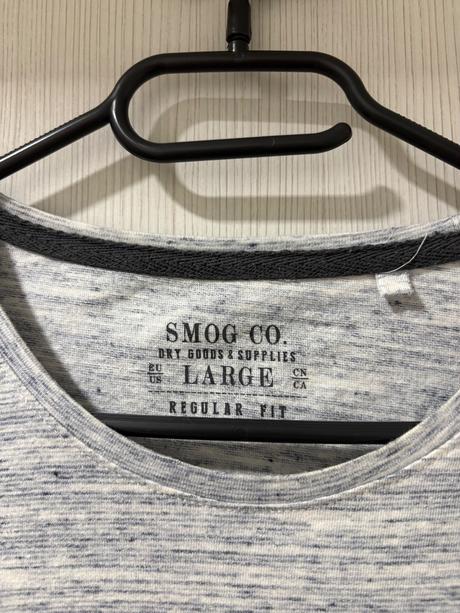 SMOG CO.
DRY GOODS & SUPPLIES
EU US LARGE CN CA
REGULAR FIT